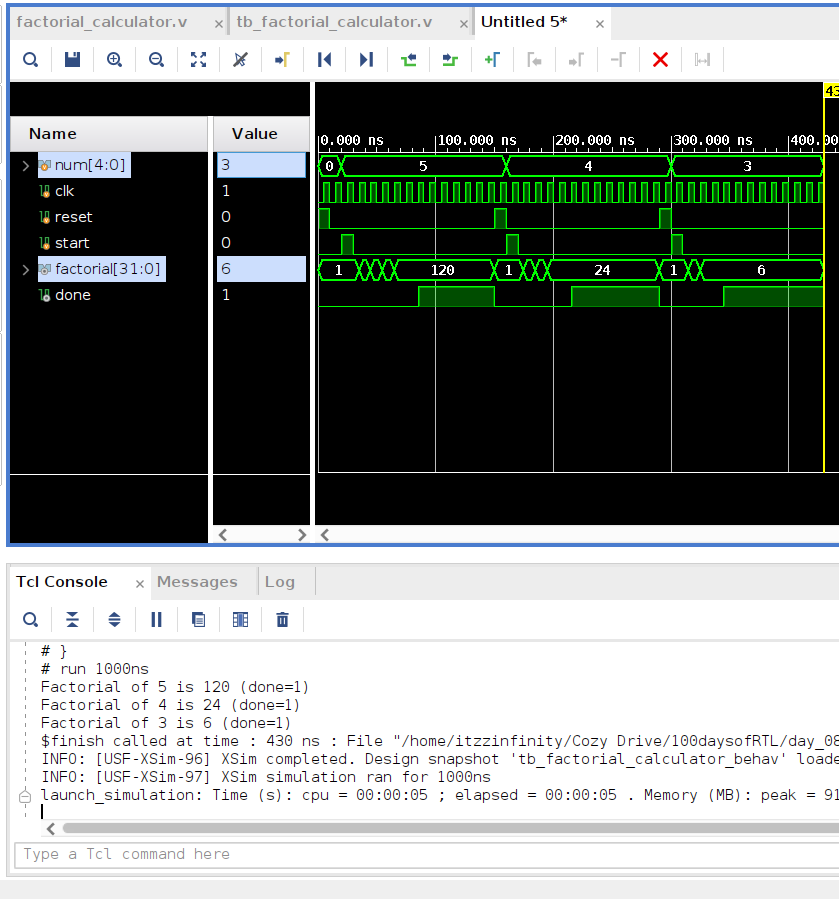 factorial_calculator.v × tb_factorial_calculator.v × Untitled 5* ×
43
Name Value
0.000 ns 100.000 ns 200.000 ns 300.000 ns 400.0
num[4:0] 3 0 5 4 3
clk 1
reset 0
start 0
factorial[31:0] 6 1 120 1 24 1 6
done 1
Tcl Console × Messages Log
# }
# run 1000ns
Factorial of 5 is 120 (done=1)
Factorial of 4 is 24 (done=1)
Factorial of 3 is 6 (done=1)
$finish called at time : 430 ns : File "/home/itzzinfinity/Cozy Drive/100daysofRTL/day_08
INFO: [USF-XSim-96] XSim completed. Design snapshot 'tb_factorial_calculator_behav' loade
INFO: [USF-XSim-97] XSim simulation ran for 1000ns
launch_simulation: Time (s): cpu = 00:00:05 ; elapsed = 00:00:05 . Memory (MB): peak = 91
Type a Tcl command here